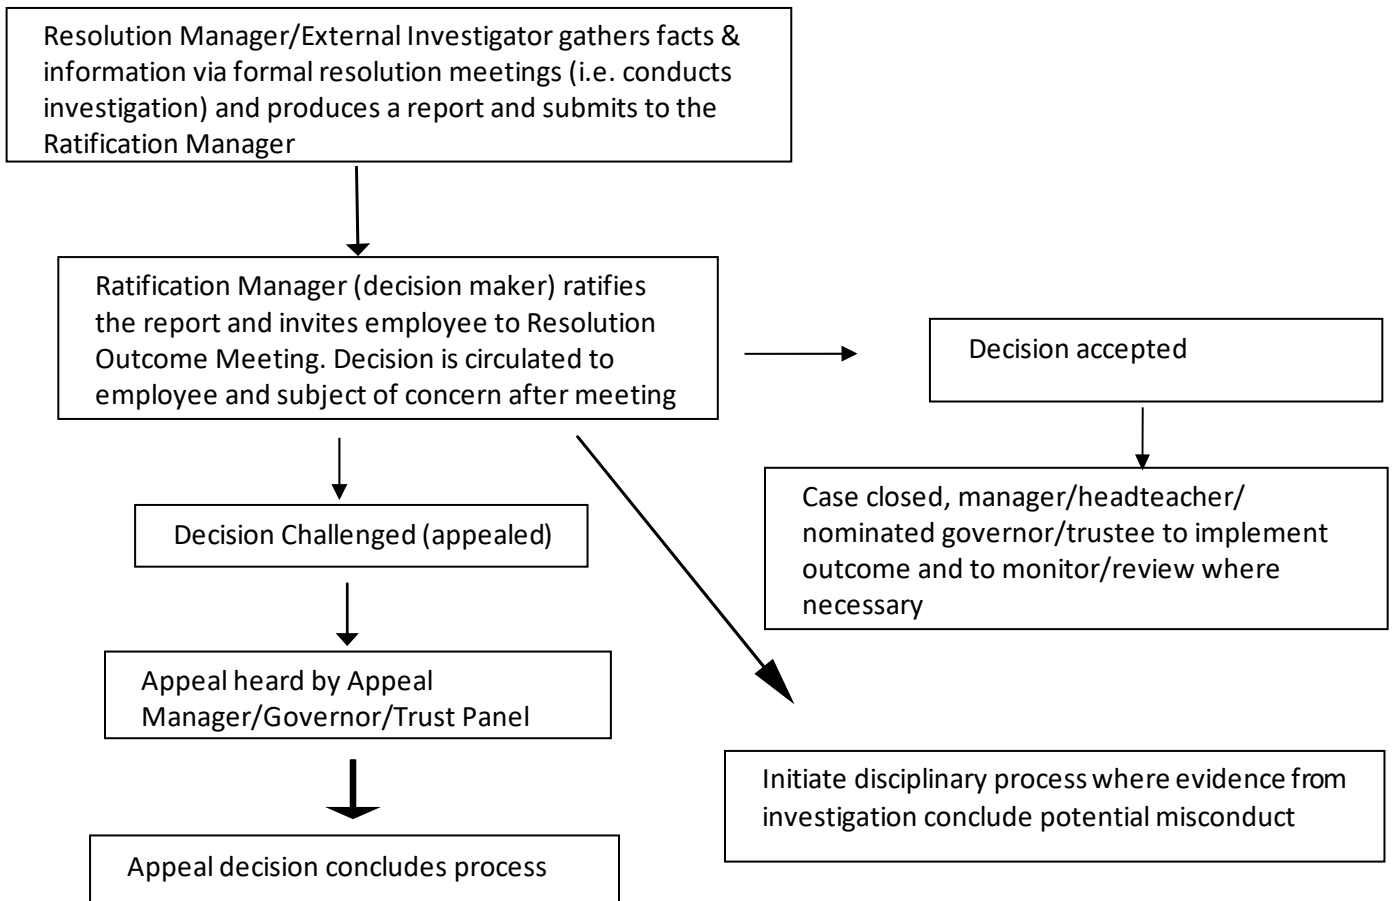 Resolution Manager/External Investigator gathers facts &
information via formal resolution meetings (i.e. conducts
investigation) and produces a report and submits to the
Ratification Manager
Ratification Manager (decision maker) ratifies
the report and invites employee to Resolution
Outcome Meeting. Decision is circulated to
employee and subject of concern after meeting
Decision accepted
Case closed, manager/headteacher/
nominated governor/trustee to implement
outcome and to monitor/review where
necessary
Decision Challenged (appealed)
Appeal heard by Appeal
Manager/Governor/Trust Panel
Initiate disciplinary process where evidence from
investigation conclude potential misconduct
Appeal decision concludes process